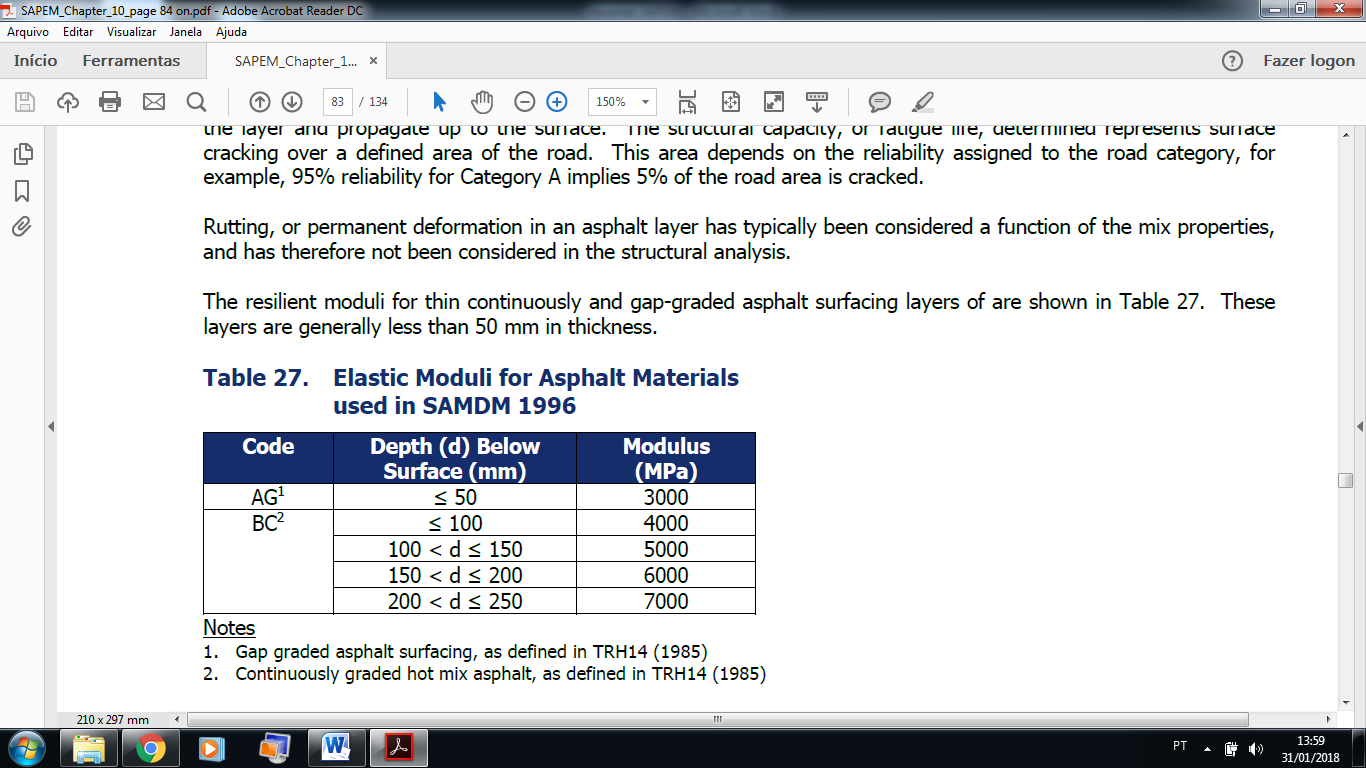 SAPEM_Chapter_10_page 84 on.pdf - Adobe Acrobat Reader DC
Arquivo Editar Visualizar Janela Ajuda
Início Ferramentas SAPEM_Chapter_1... × ? Fazer logon
83 / 134 150%
the layer and propagate up to the surface. The structural capacity, or fatigue life, determined represents surface
cracking over a defined area of the road. This area depends on the reliability assigned to the road category, for
example, 95% reliability for Category A implies 5% of the road area is cracked.
Rutting, or permanent deformation in an asphalt layer has typically been considered a function of the mix properties,
and has therefore not been considered in the structural analysis.
The resilient moduli for thin continuously and gap-graded asphalt surfacing layers of are shown in Table 27. These
layers are generally less than 50 mm in thickness.
Table 27. Elastic Moduli for Asphalt Materials
used in SAMDM 1996
Code Depth (d) Below Surface (mm) Modulus (MPa)
AG¹ ≤ 50 3000
BC² ≤ 100 4000
100 < d ≤ 150 5000
150 < d ≤ 200 6000
200 < d ≤ 250 7000
Notes
1. Gap graded asphalt surfacing, as defined in TRH14 (1985)
2. Continuously graded hot mix asphalt, as defined in TRH14 (1985)
210 x 297 mm
PT 13:59
31/01/2018